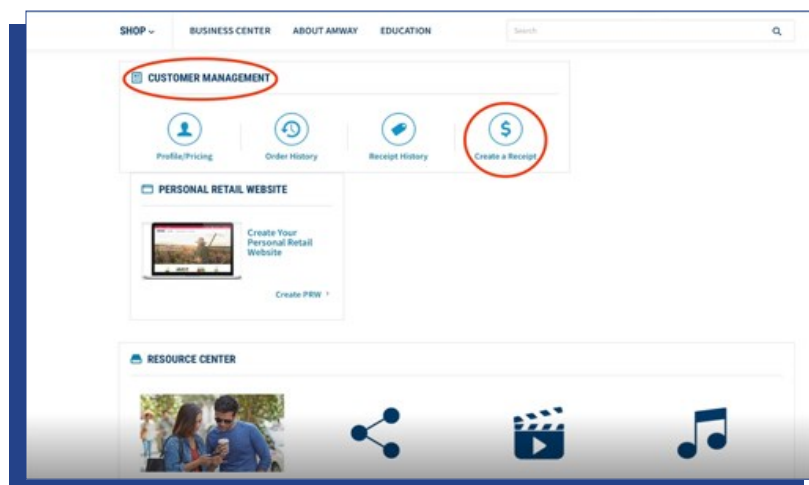 SHOP
BUSINESS CENTER
ABOUT AMWAY
EDUCATION
Search
CUSTOMER MANAGEMENT
Profile/Pricing
Order History
Receipt History
Create a Receipt
PERSONAL RETAIL WEBSITE
Create Your
Personal Retail
Website
Create PRW
RESOURCE CENTER